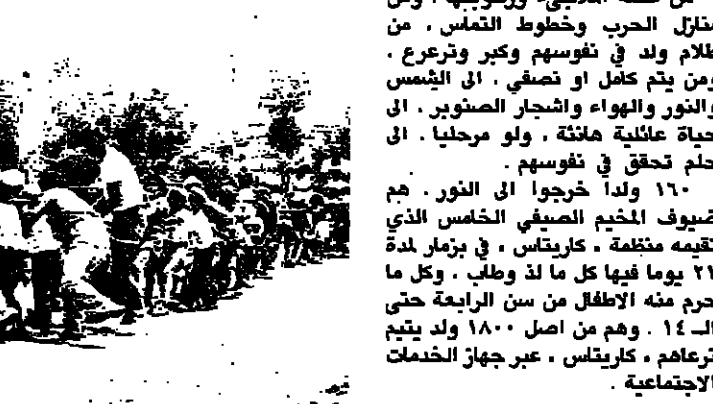 منازل الحرب وخطوط التماس ، من
ظلام ولد في نفوسهم وكبر وترعرع ،
ومن يتم كامل او نصفي ، الى الشمس
والنور والهواء واشجار الصنوبر ، الى
حياة عائلية هانئة ، ولو مرحليا . الى
حلم تحقق في نفوسهم .
١٦٠ ولداً خرجوا الى النور . هم
ضيوف المخيم الصيفي الخامس الذي
تقيمه منظمة « كاريتاس » في بزمار لمدة
٢١ يوما فيها كل ما لذ وطاب ، وكل ما
حرم منه الاطفال من سن الرابعة حتى
الـ ١٤ . وهم من اصل ١٨٠٠ ولد يتيم
ترعاهم « كاريتاس » عبر جهاز الخدمات
الاجتماعية .